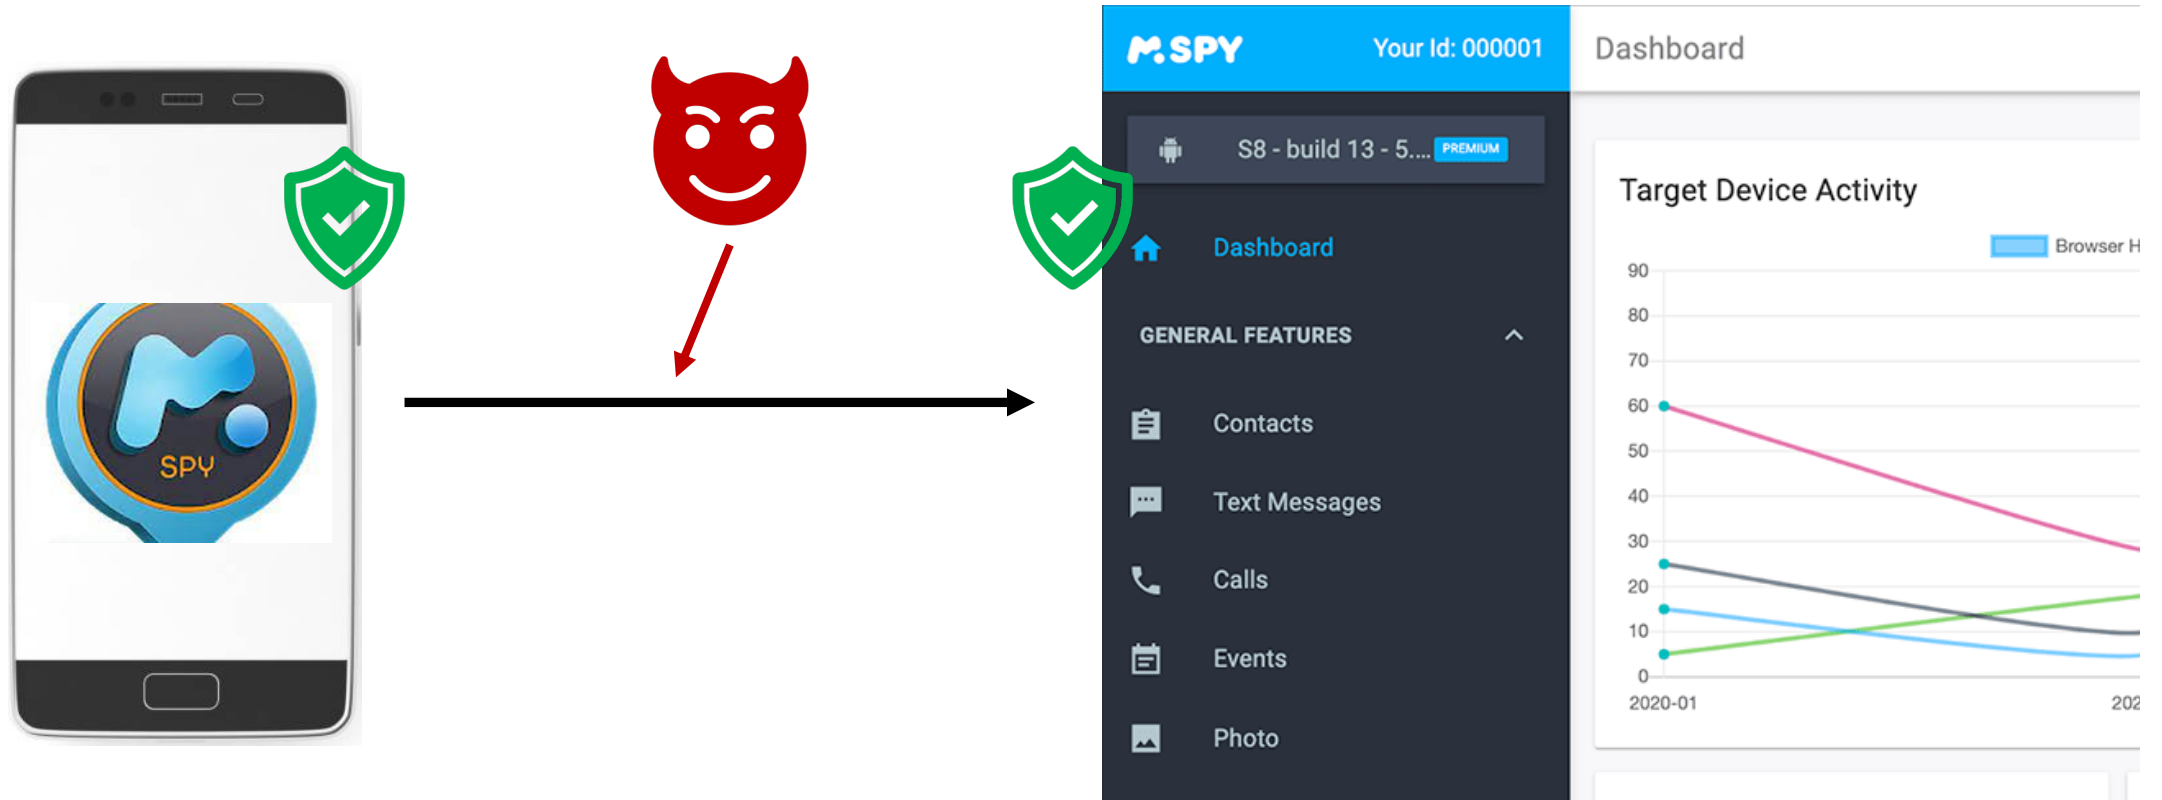 SPY
M.SPY
Your Id: 000001
S8 - build 13 - 5.... PREMIUM
Dashboard
GENERAL FEATURES
Contacts
Text Messages
Calls
Events
Photo
Dashboard
Target Device Activity
Browser H
90
80
70
60
50
40
30
20
10
0
2020-01
202